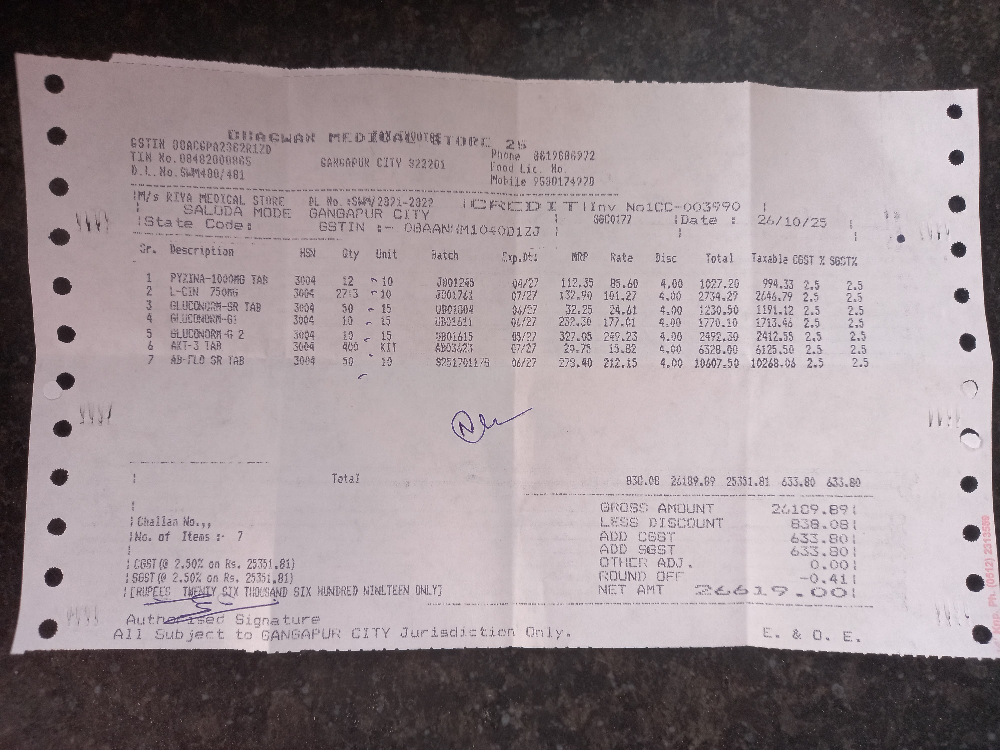 BHAGWAN MEDICAL STORE 25
GSTIN 08ACGPA2362R1ZD
TIN No. 08482000865
D.L.No.SWM480/481
GANGAPUR CITY 322201
Phone 8619686972
Food Lic. No.
Mobile 9530174920
M/s RIYA MEDICAL STORE DL No.:SWM/2021-2022 CREDIT Inv No:CC-003990
SALODA MODE GANGAPUR CITY Date : 26/10/25
State Code: GSTIN :-
Sr. Description HSN Qty Unit Batch Exp.Dt: MRP Rate Disc Total Taxable CGST % SGST%
1 PYZINA-1000MG TAB 3004 12 10 04/27 112.35 85.60 4.00 1027.20 994.33 2.5 2.5
2 L-CIN 750MG 3004 10 07/27 132.90 101.27 4.00 2734.29 2646.79 2.5 2.5
3 GLUCONORM-SR TAB 3004 50 15 32.25 24.61 4.00 1230.50 1191.12 2.5 2.5
4 GLUCONORM-G1 3004 10 15 232.30 177.01 4.00 1770.10 1713.46 2.5 2.5
5 GLUCONORM-G 2 3004 10 15 05/27 327.05 249.23 4.00 2492.30 2412.55 2.5 2.5
6 AKT-3 TAB 3004 400 KIT 07/27 15.82 4.00 6328.00 6125.50 2.5 2.5
7 AB-FLO SR TAB 3004 50 10 06/27 279.40 212.15 4.00 10607.50 10268.06 2.5 2.5
Total 838.08 26189.89 25351.81 633.80 633.80
Challan No.,,
No. of Items :- 7
CGST(@ 2.50% on Rs. 25351.81)
SGST(@ 2.50% on Rs. 25351.81)
[RUPEES TWENTY SIX THOUSAND SIX HUNDRED NINETEEN ONLY]
GROSS AMOUNT 26189.89
LESS DISCOUNT 838.08
ADD CGST 633.80
ADD SGST 633.80
OTHER ADJ. 0.00
ROUND OFF -0.41
NET AMT 26619.00
Authorised Signature
All Subject to GANGAPUR CITY Jurisdiction Only.
E. & O. E.
Ph. (0512) 2313580